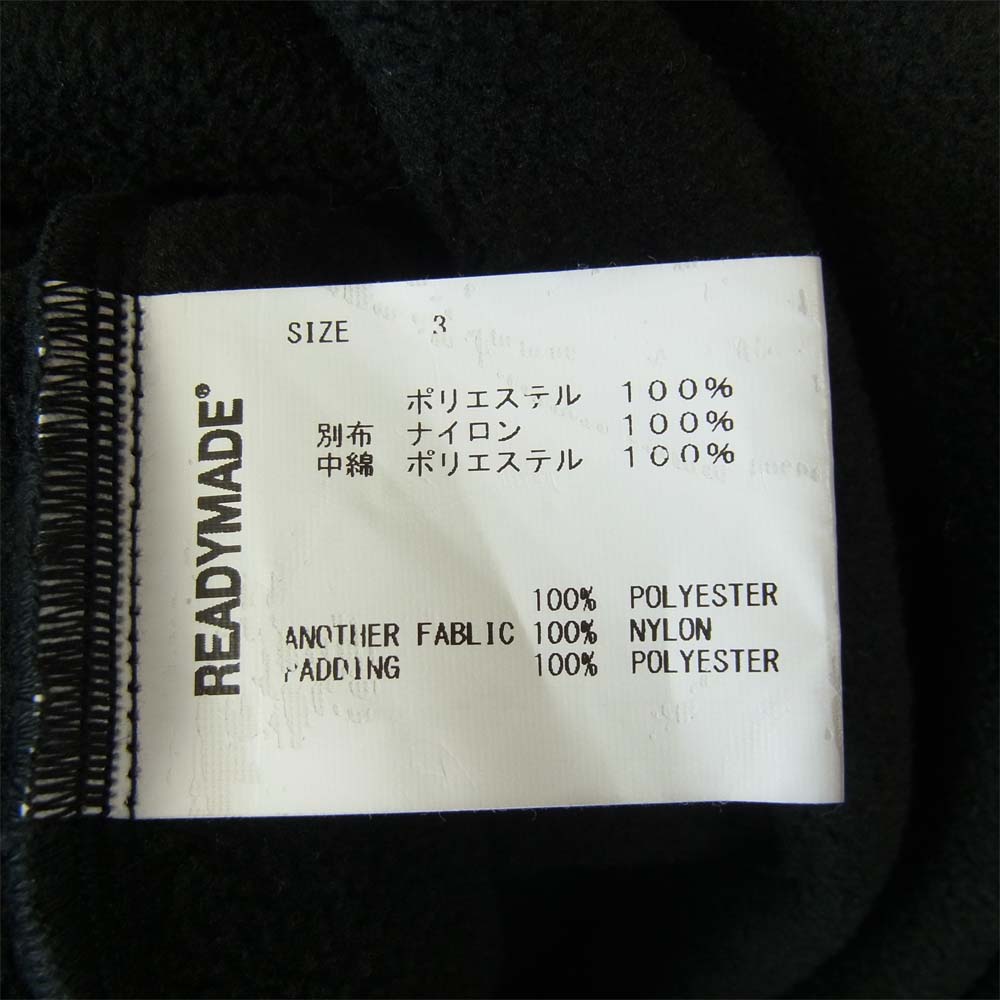 READYMADE®
SIZE 3
ポリエステル 100%
別布 ナイロン 100%
中綿 ポリエステル 100%
100% POLYESTER
ANOTHER FABLIC 100% NYLON
PADDING 100% POLYESTER